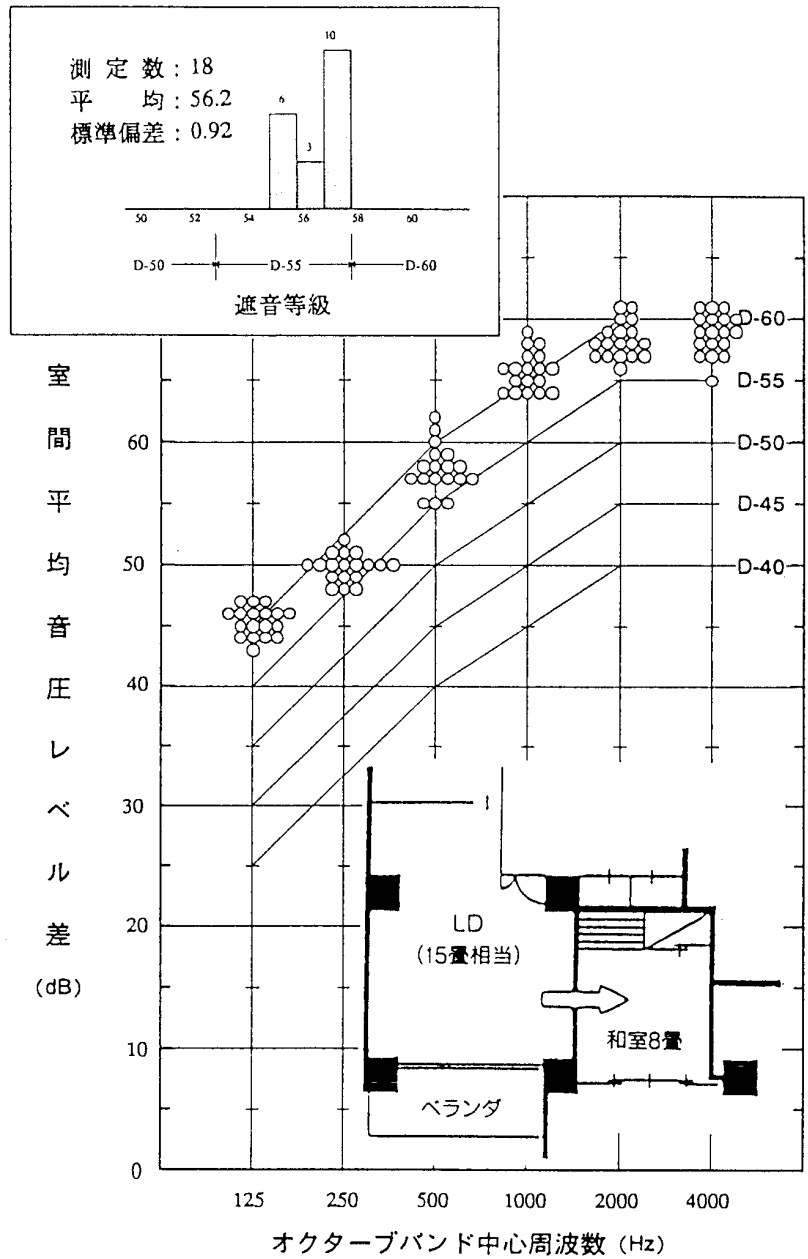 測定数：18
平均：56.2
標準偏差：0.92
10
6
3
50 52 54 56 58 60
D-50 D-55 D-60
遮音等級
室間平均音圧レベル差
(dB)
60
50
40
30
20
10
0
D-60
D-55
D-50
D-45
D-40
LD
(15畳相当)
和室8畳
ベランダ
125 250 500 1000 2000 4000
オクターブバンド中心周波数 (Hz)